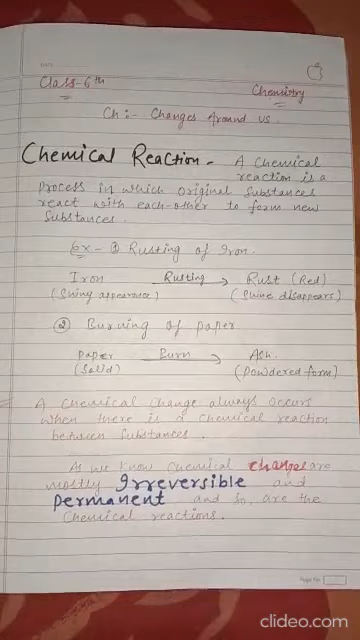 Class-6th Chemistry
Ch:- Changes Around us.
Chemical Reaction - A Chemical
reaction is a
process in which original substances
react with each-other to form new
substances.
ex - ① Rusting of Iron.
Iron Rusting → Rust (Red)
(Shiny appearance) (Shine disappears)
② Burning of paper
Paper Burn → Ash.
(Solid) (Powdered form)
A chemical change always occurs
when there is a chemical reaction
between substances.
As we know chemical changes are
mostly Irreversible and
permanent and so are the
chemical reactions.
Page No.
clideo.com